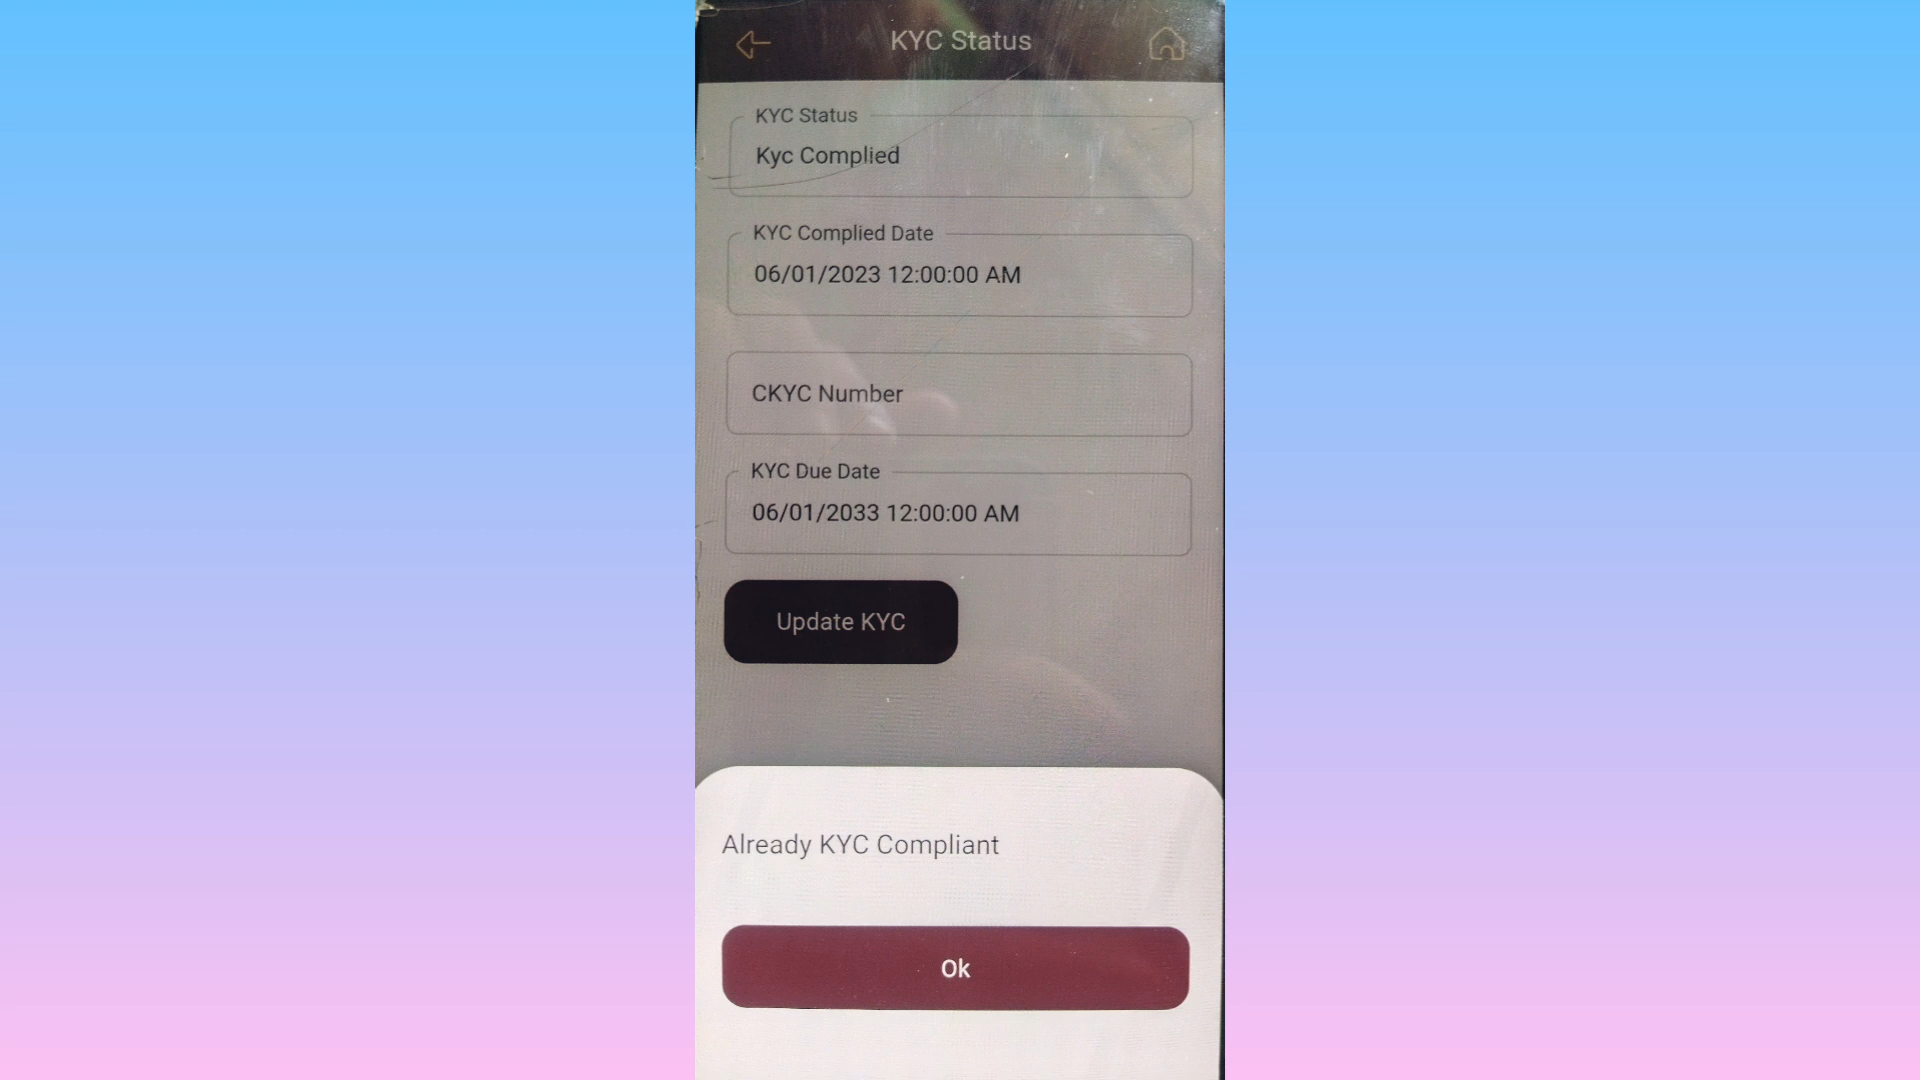 KYC Status
KYC Status
Kyc Complied
KYC Complied Date
06/01/2023 12:00:00 AM
CKYC Number
KYC Due Date
06/01/2033 12:00:00 AM
Update KYC
Already KYC Compliant
Ok